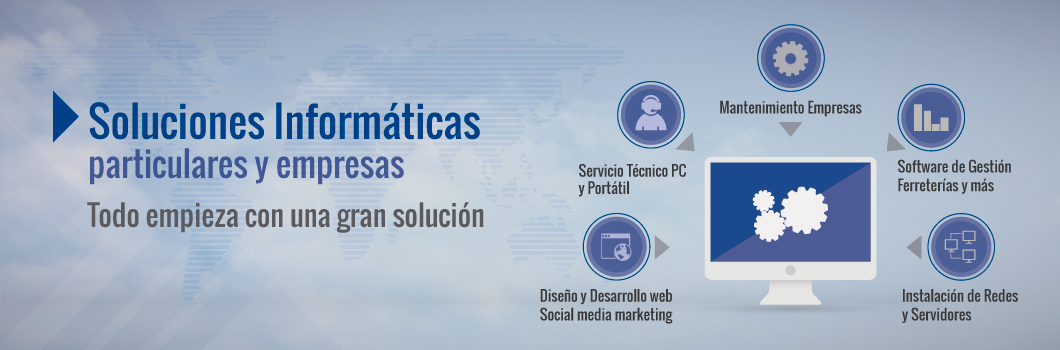 Soluciones Informáticas
particulares y empresas
Todo empieza con una gran solución
Mantenimiento Empresas
Servicio Técnico PC
y Portátil
Software de Gestión
Ferreterías y más
Diseño y Desarrollo web
Social media marketing
Instalación de Redes
y Servidores